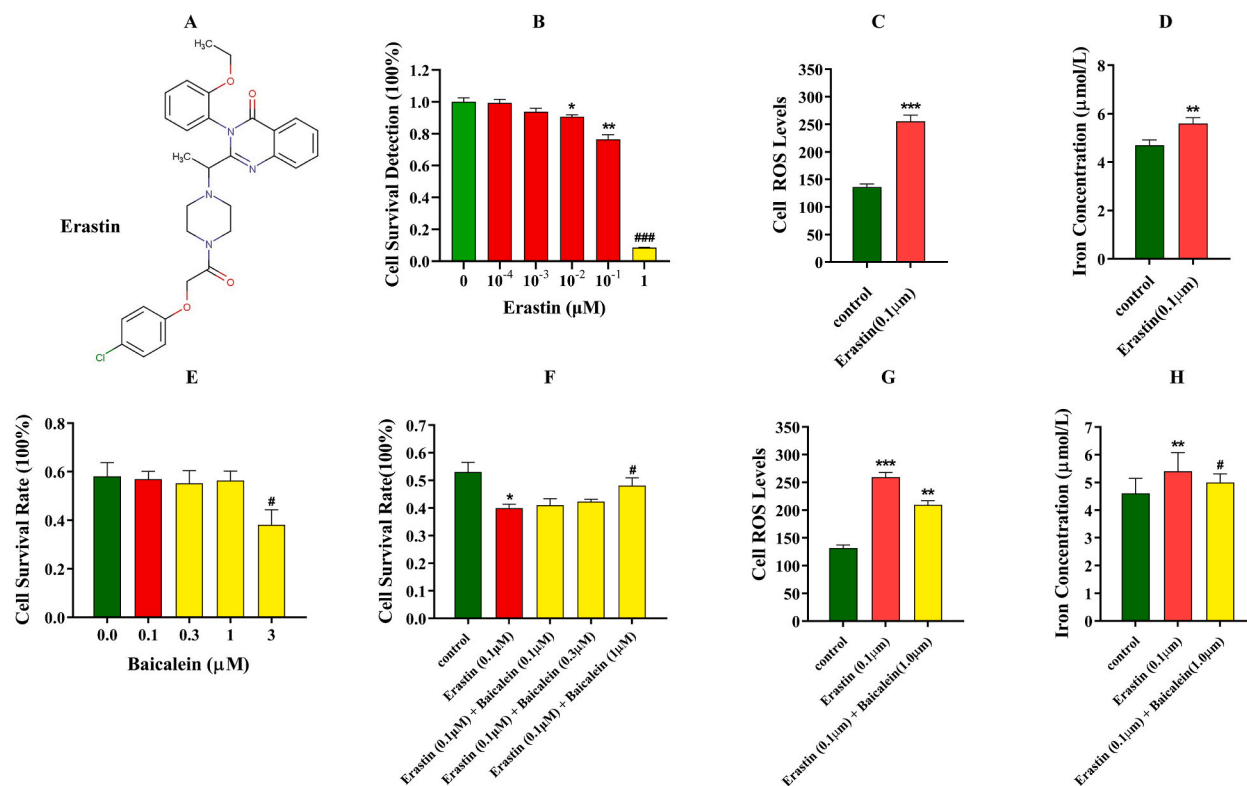 A
H₃C
O
O
N
H₃C
N
N
N
O
O
Cl
Erastin
B
Cell Survival Detection (100%)
1.2
1.0
0.8
0.6
0.4
0.2
0.0
*
**
###
0 10⁻⁴ 10⁻³ 10⁻² 10⁻¹ 1
Erastin (μM)
C
Cell ROS Levels
350
300
250
200
150
100
50
0
***
control
Erastin(0.1μm)
D
Iron Concentration (μmol/L)
8
6
4
2
0
**
control
Erastin(0.1μm)
E
Cell Survival Rate (100%)
0.8
0.6
0.4
0.2
0.0
#
0.0 0.1 0.3 1 3
Baicalein (μM)
F
Cell Survival Rate(100%)
0.7
0.6
0.5
0.4
0.3
0.2
0.1
0.0
*
#
control
Erastin (0.1μM)
Erastin (0.1μM) + Baicalein (0.1μM)
Erastin (0.1μM) + Baicalein (0.3μM)
Erastin (0.1μM) + Baicalein (1μM)
G
Cell ROS Levels
350
300
250
200
150
100
50
0
***
**
control
Erastin (0.1μm)
Erastin (0.1μm) + Baicalein(1.0μm)
H
Iron Concentration (μmol/L)
7
6
5
4
3
2
1
0
**
#
control
Erastin (0.1μm)
Erastin (0.1μm) + Baicalein(1.0μm)